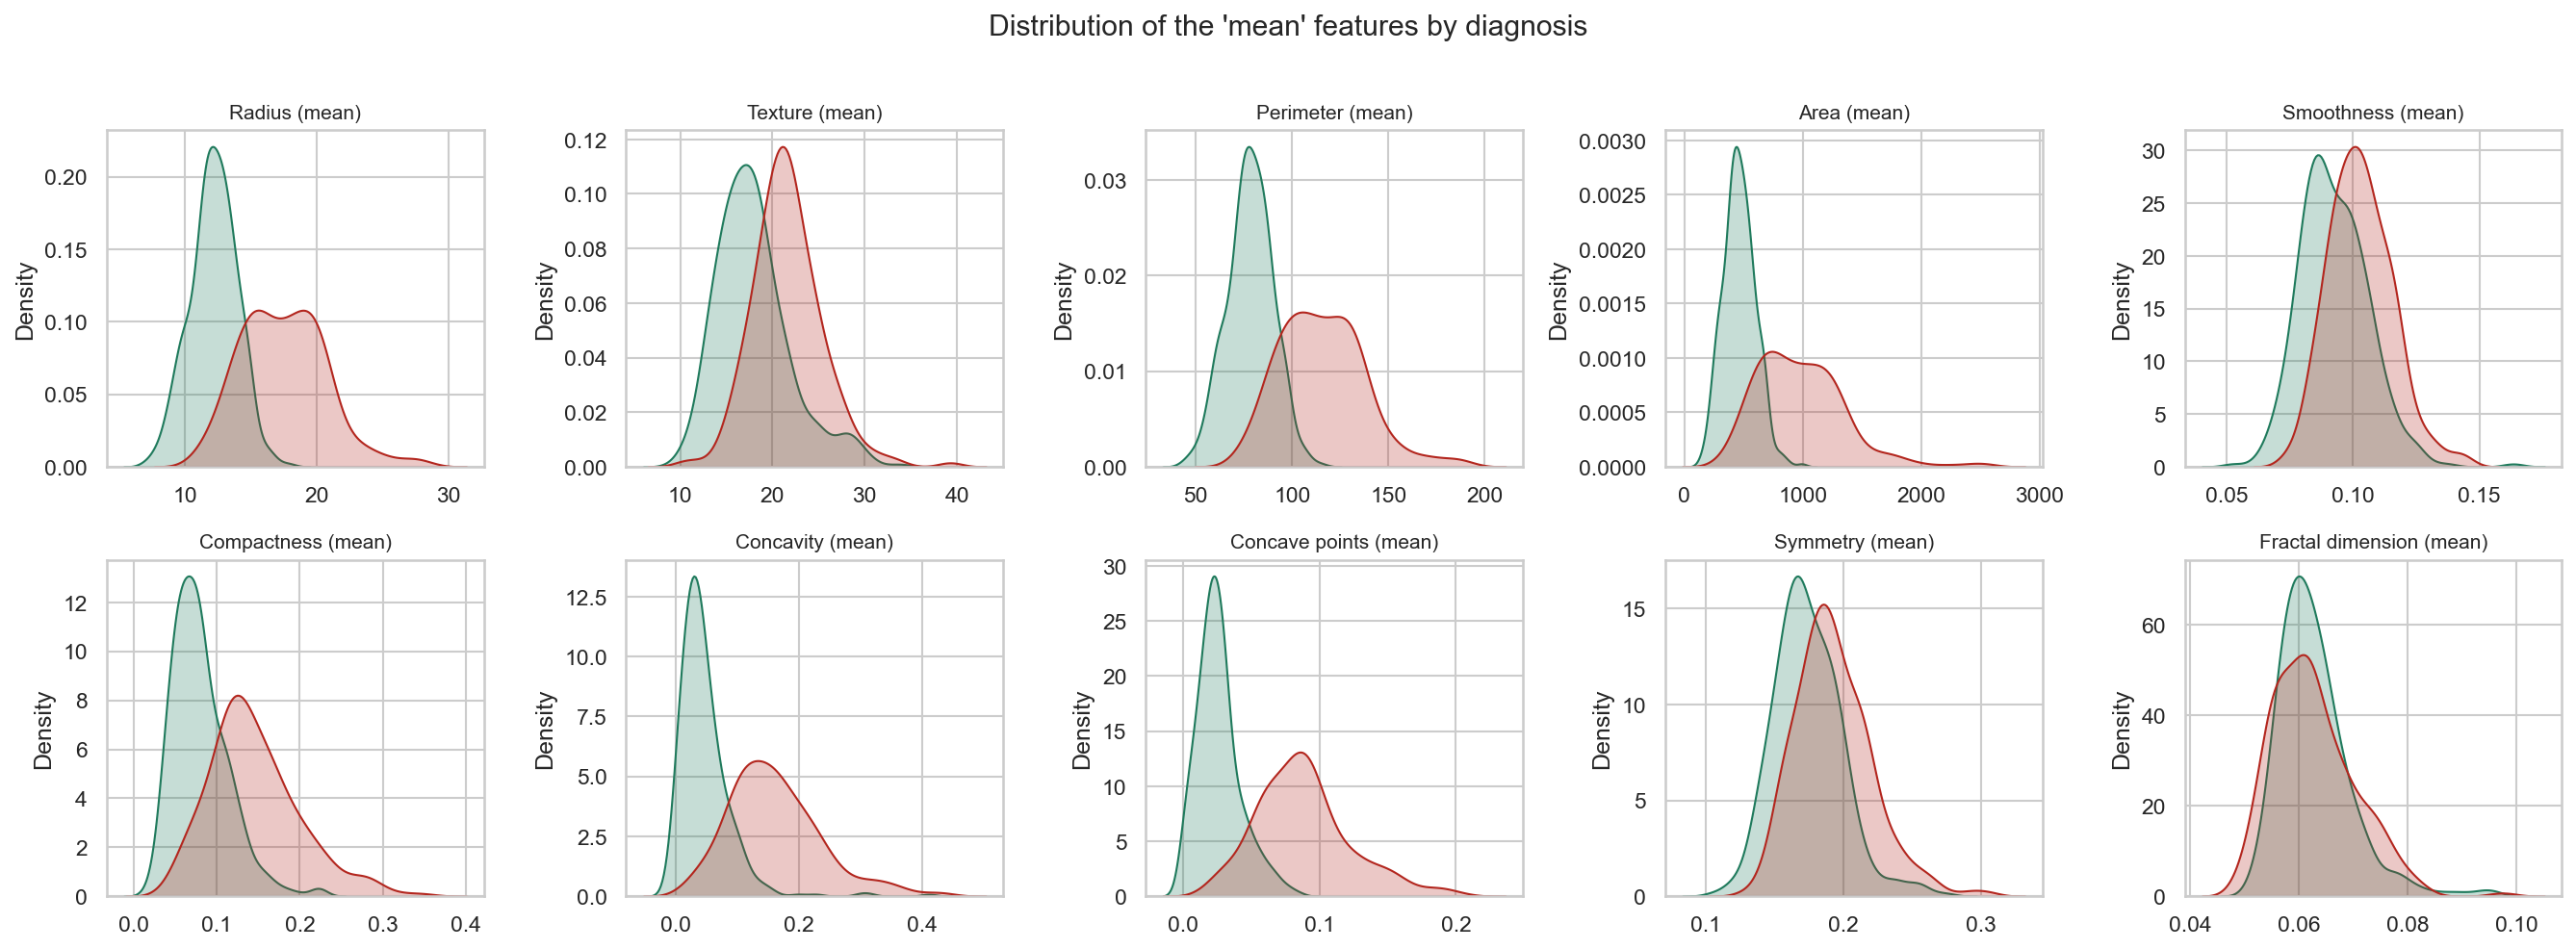 Distribution of the 'mean' features by diagnosis
Radius (mean)
Density
0.20
0.15
0.10
0.05
0.00
10 20 30
Texture (mean)
Density
0.12
0.10
0.08
0.06
0.04
0.02
0.00
10 20 30 40
Perimeter (mean)
Density
0.03
0.02
0.01
0.00
50 100 150 200
Area (mean)
Density
0.0030
0.0025
0.0020
0.0015
0.0010
0.0005
0.0000
0 1000 2000 3000
Smoothness (mean)
Density
30
25
20
15
10
5
0
0.05 0.10 0.15
Compactness (mean)
Density
12
10
8
6
4
2
0
0.0 0.1 0.2 0.3 0.4
Concavity (mean)
Density
12.5
10.0
7.5
5.0
2.5
0.0
0.0 0.2 0.4
Concave points (mean)
Density
30
25
20
15
10
5
0
0.0 0.1 0.2
Symmetry (mean)
Density
15
10
5
0
0.1 0.2 0.3
Fractal dimension (mean)
Density
60
40
20
0
0.04 0.06 0.08 0.10